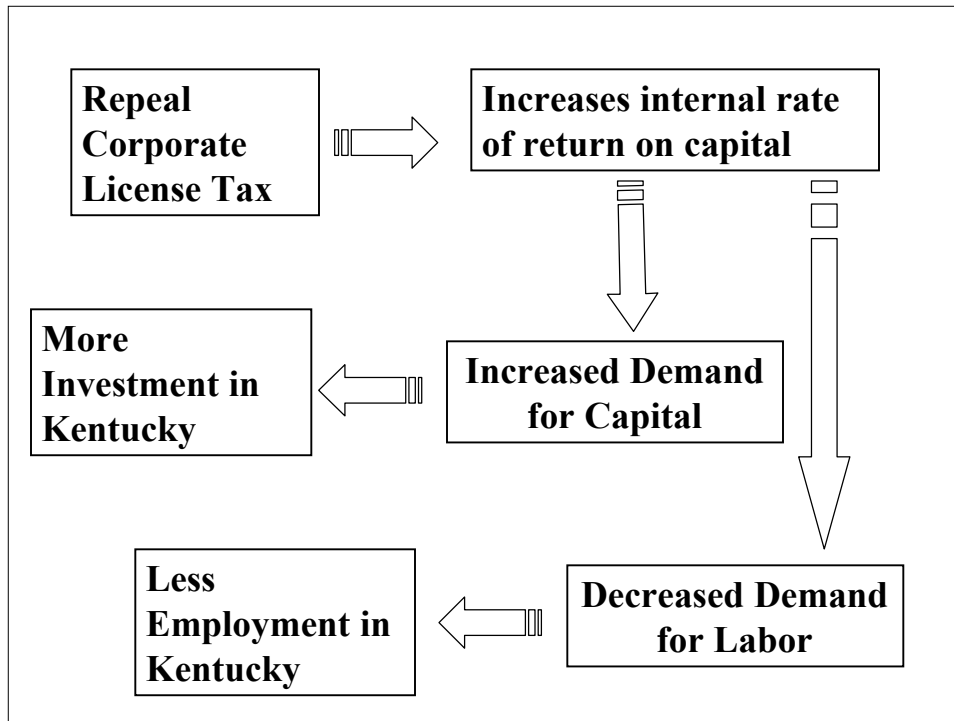 Repeal
Corporate
License Tax
Increases internal rate
of return on capital
More
Investment in
Kentucky
Increased Demand
for Capital
Less
Employment in
Kentucky
Decreased Demand
for Labor